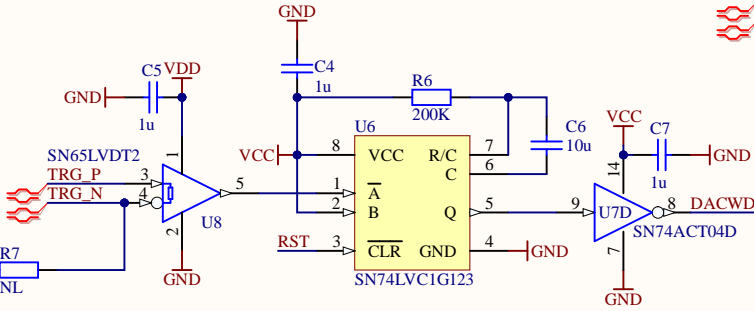 GND
C5
VDD
GND
1u
C4
1u
R6
200K
U6
VCC
8
VCC
R/C
7
C
6
C6
10u
VCC
C7
GND
1u
14
SN65LVDT2
TRG_P
3
TRG_N
4
1
5
2
U8
GND
1
A
2
B
Q
5
RST
3
CLR
GND
4
GND
SN74LVC1G123
9
U7D
8
DACWD
SN74ACT04D
7
GND
R7
NL